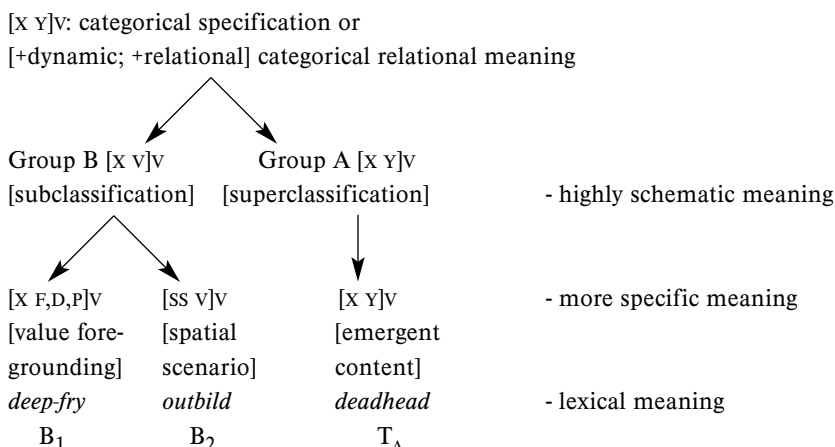 [X Y]V: categorical specification or
[+dynamic; +relational] categorical relational meaning
Group B [X V]V Group A [X Y]V
[subclassification] [superclassification] - highly schematic meaning
[X F,D,P]V [SS V]V [X Y]V - more specific meaning
[value fore- [spatial [emergent
grounding] scenario] content]
deep-fry outbild deadhead - lexical meaning
B1 B2 TA